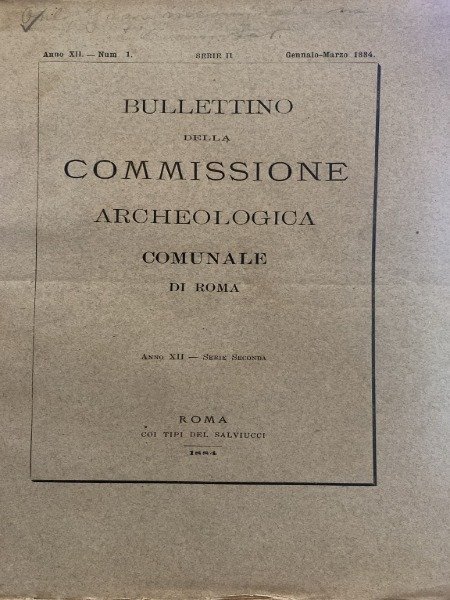 Anno XII. — Num 1. SERIE II Gennaio-Marzo 1884.
BULLETTINO
DELLA
COMMISSIONE
ARCHEOLOGICA
COMUNALE
DI ROMA
ANNO XII — SERIE SECONDA
ROMA
COI TIPI DEL SALVIUCCI
1884